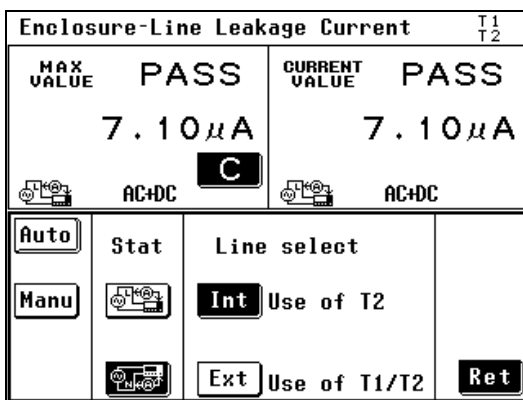 Enclosure-Line Leakage Current T1 T2
MAX VALUE PASS
7.10μA
C
AC+DC
CURRENT VALUE PASS
7.10μA
AC+DC
Auto
Manu
Stat
Line select
Int Use of T2
Ext Use of T1/T2
Ret